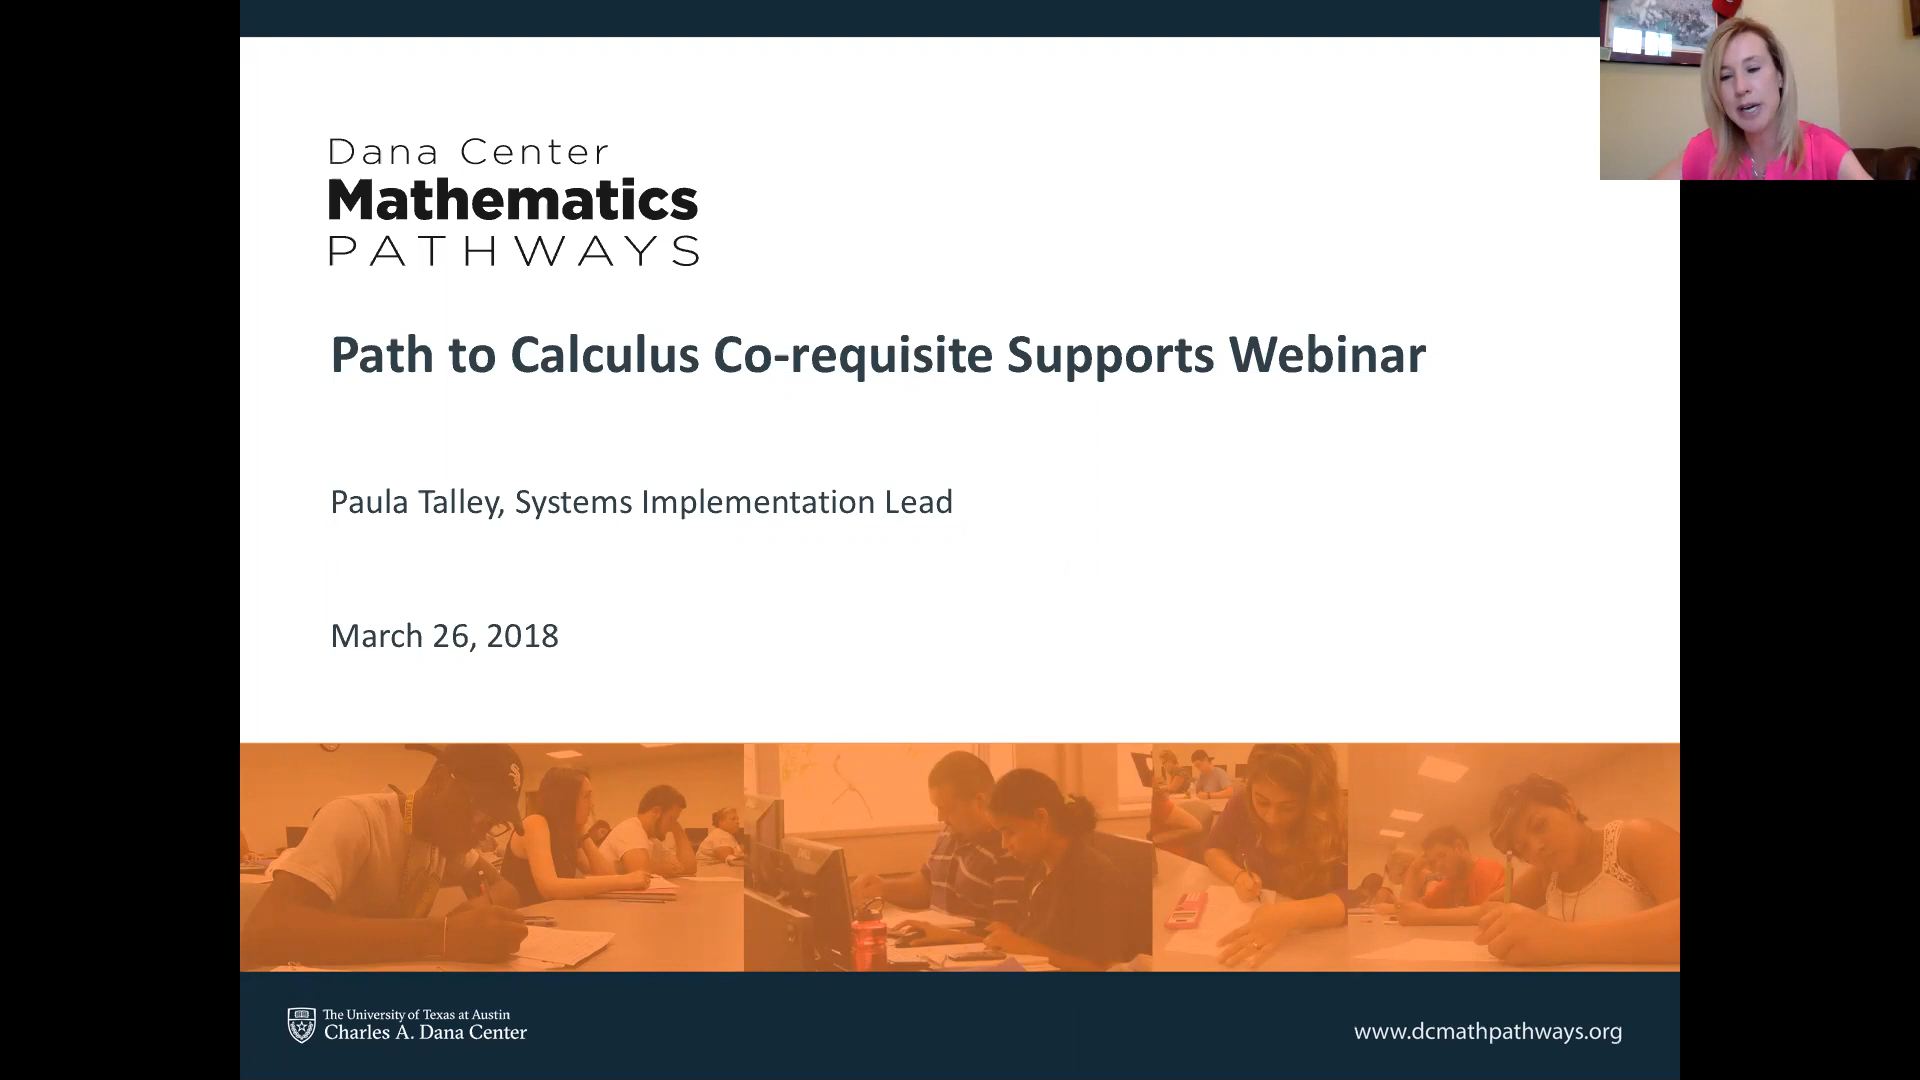 Dana Center
Mathematics
PATHWAYS
Path to Calculus Co-requisite Supports Webinar
Paula Talley, Systems Implementation Lead
March 26, 2018
The University of Texas at Austin
Charles A. Dana Center
www.dcmathpathways.org